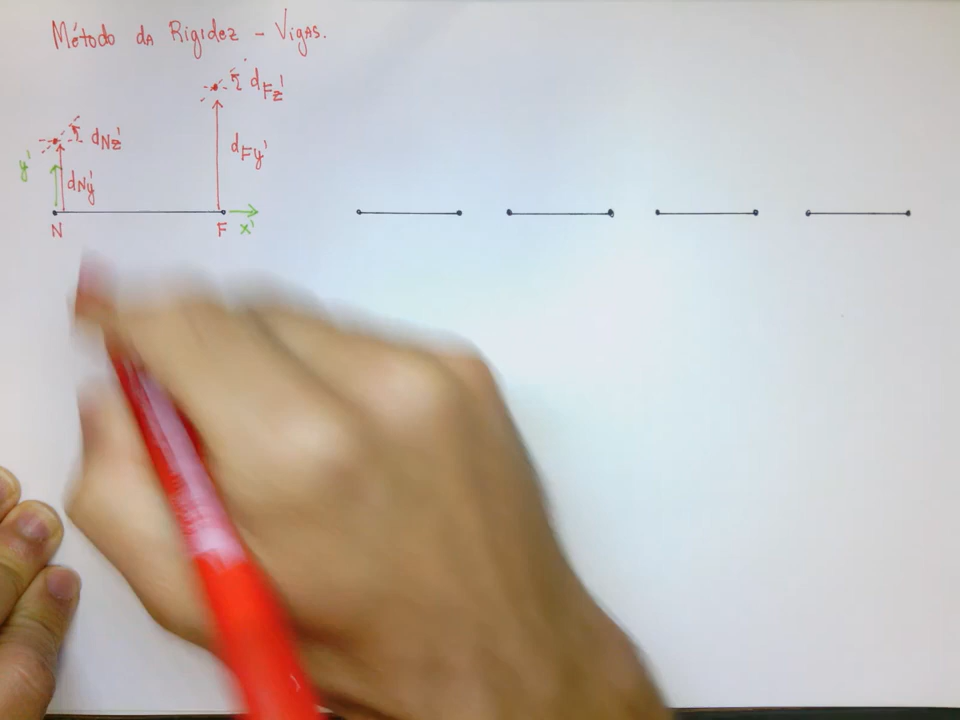 Método da Rigidez - Vigas.
dFz'
dNz'
dFy'
y'
dNy'
N
F
x'